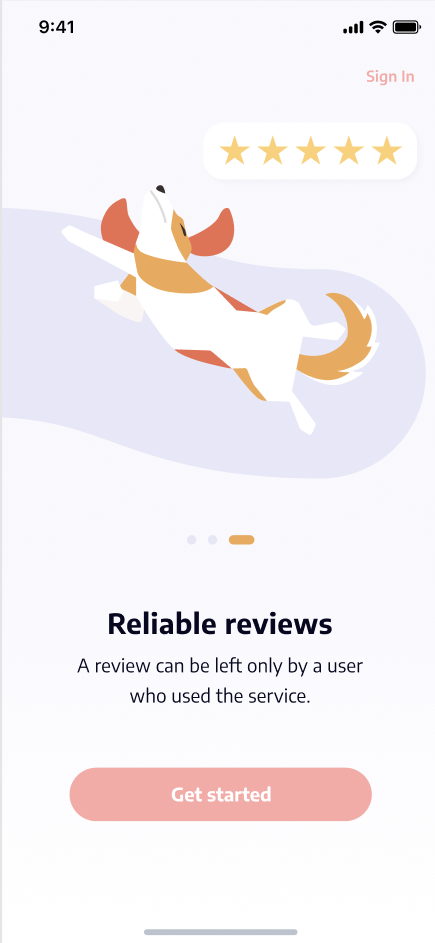 9:41
Sign In
Reliable reviews
A review can be left only by a user
who used the service.
Get started